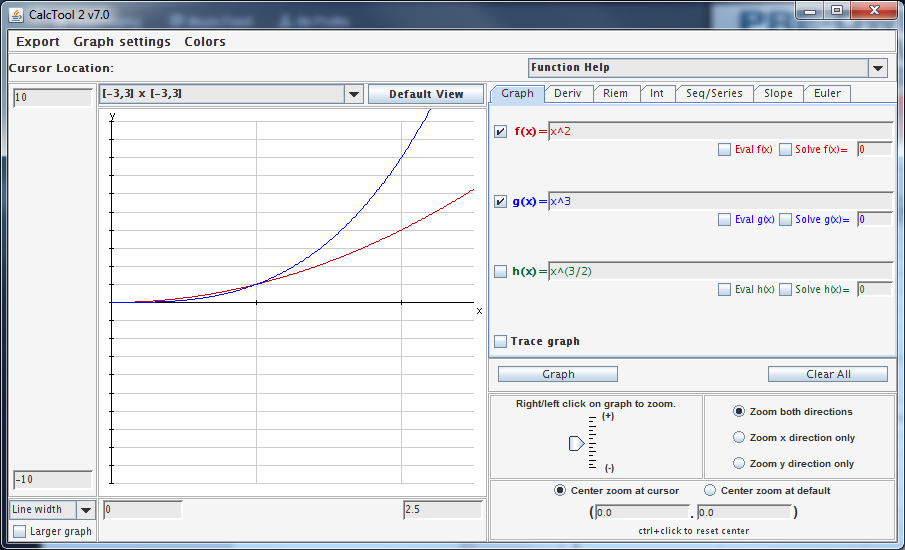 CalcTool 2 v7.0
Export Graph settings Colors
Cursor Location:
Function Help
10
[-3,3] x [-3,3]
Default View
Graph Deriv Riem Int Seq/Series Slope Euler
y
f(x)= x^2
Eval f(x) Solve f(x)= 0
g(x)= x^3
Eval g(x) Solve g(x)= 0
h(x)= x^(3/2)
Eval h(x) Solve h(x)= 0
x
Trace graph
Graph Clear All
Right/left click on graph to zoom.
(+)
(-)
Zoom both directions
Zoom x direction only
Zoom y direction only
-10
Center zoom at cursor Center zoom at default
Line width
0 2.5
(0.0 . 0.0 )
Larger graph
ctrl+click to reset center